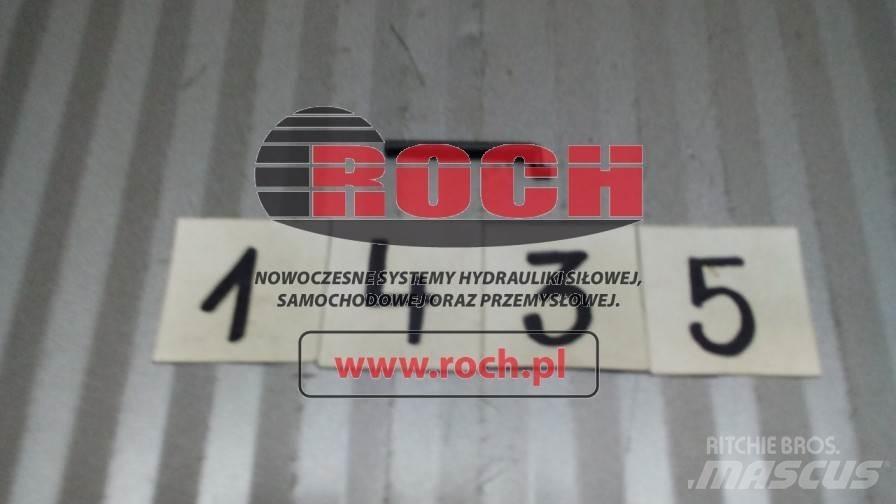 ROCH
1 4 3 5
NOWOCZESNE SYSTEMY HYDRAULIKI SIŁOWEJ,
SAMOCHODOWEJ ORAZ PRZEMYSŁOWEJ.
www.roch.pl
RITCHIE BROS.
MASCUS